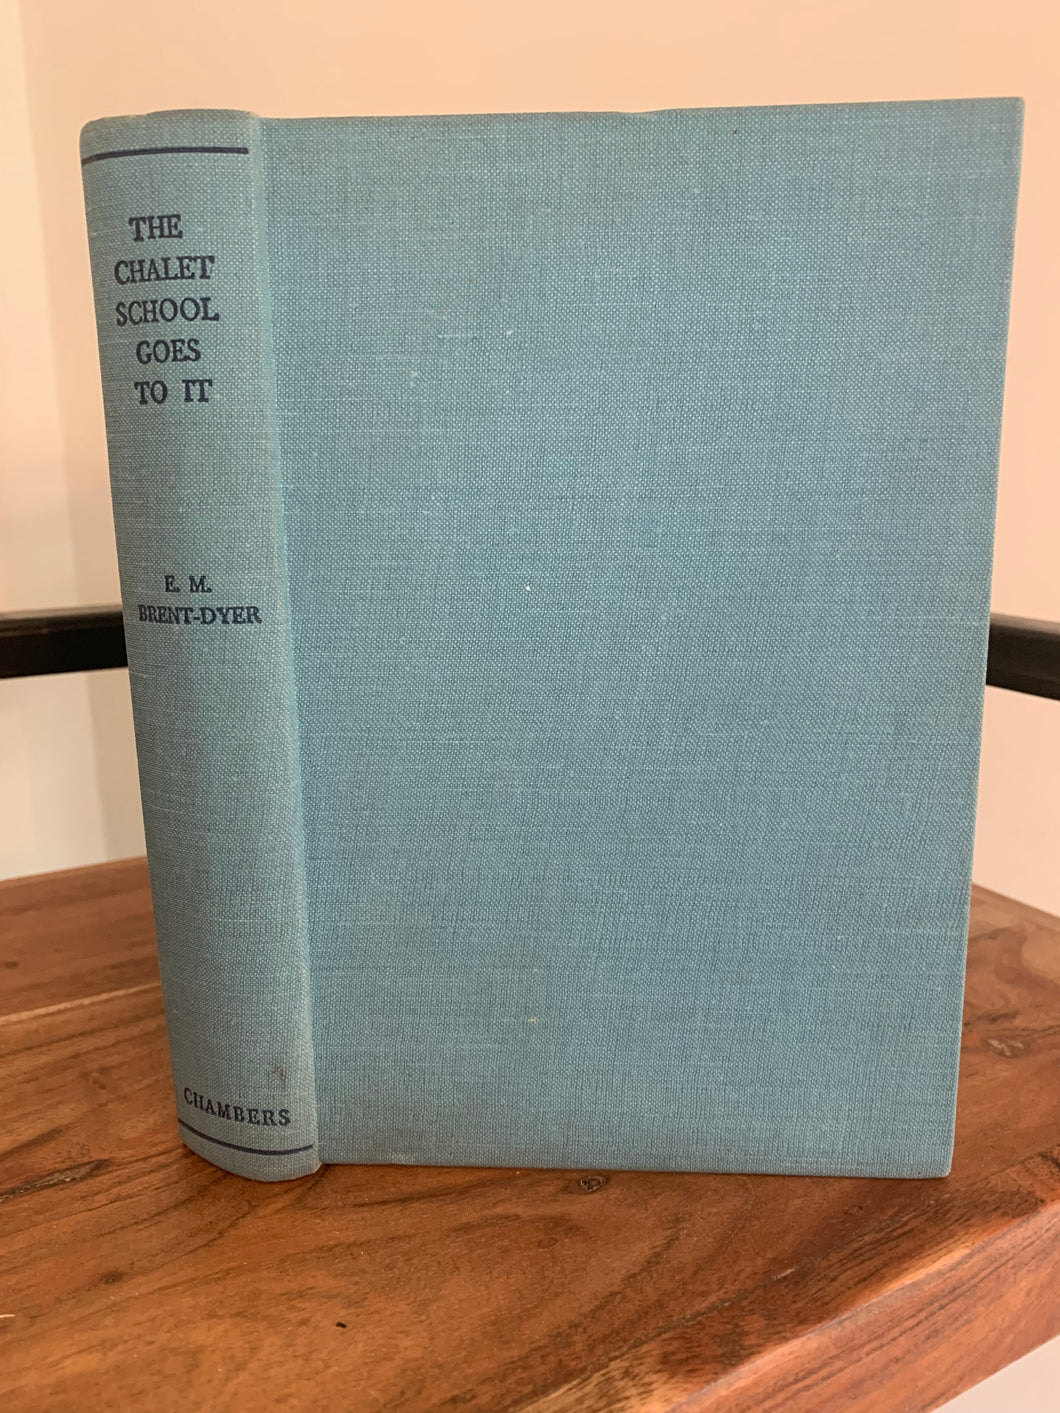 THE
CHALET
SCHOOL
GOES
TO IT
E. M.
BRENT-DYER
CHAMBERS